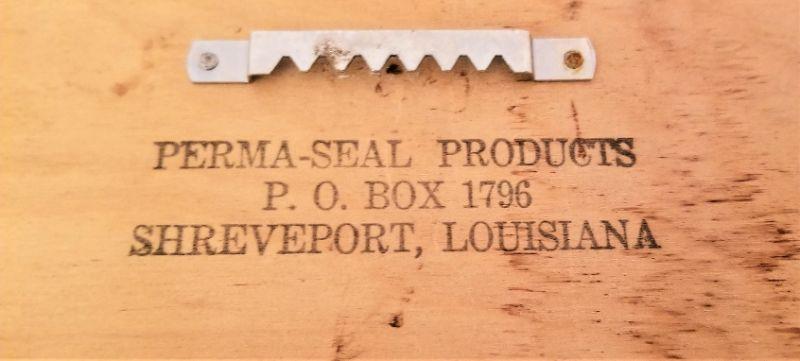 PERMA-SEAL PRODUCTS
P. O. BOX 1796
SHREVEPORT, LOUISIANA